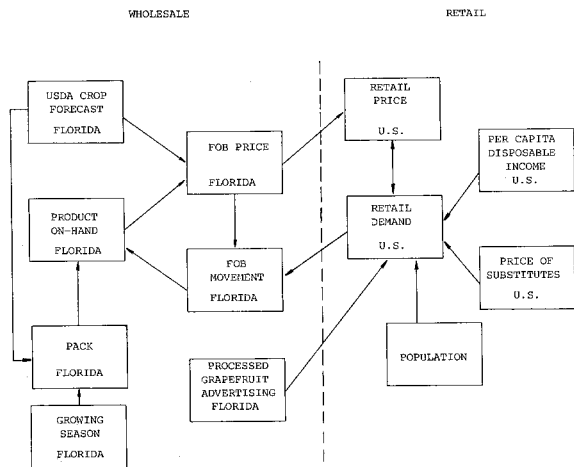 WHOLESALE
RETAIL
USDA CROP
FORECAST
FLORIDA
RETAIL
PRICE
U.S.
FOB PRICE
FLORIDA
PER CAPITA
DISPOSABLE
INCOME
U.S.
PRODUCT
ON-HAND
FLORIDA
RETAIL
DEMAND
U.S.
FOB
MOVEMENT
FLORIDA
PRICE OF
SUBSTITUTES
U.S.
PACK
FLORIDA
PROCESSED
GRAPEFRUIT
ADVERTISING
FLORIDA
POPULATION
GROWING
SEASON
FLORIDA